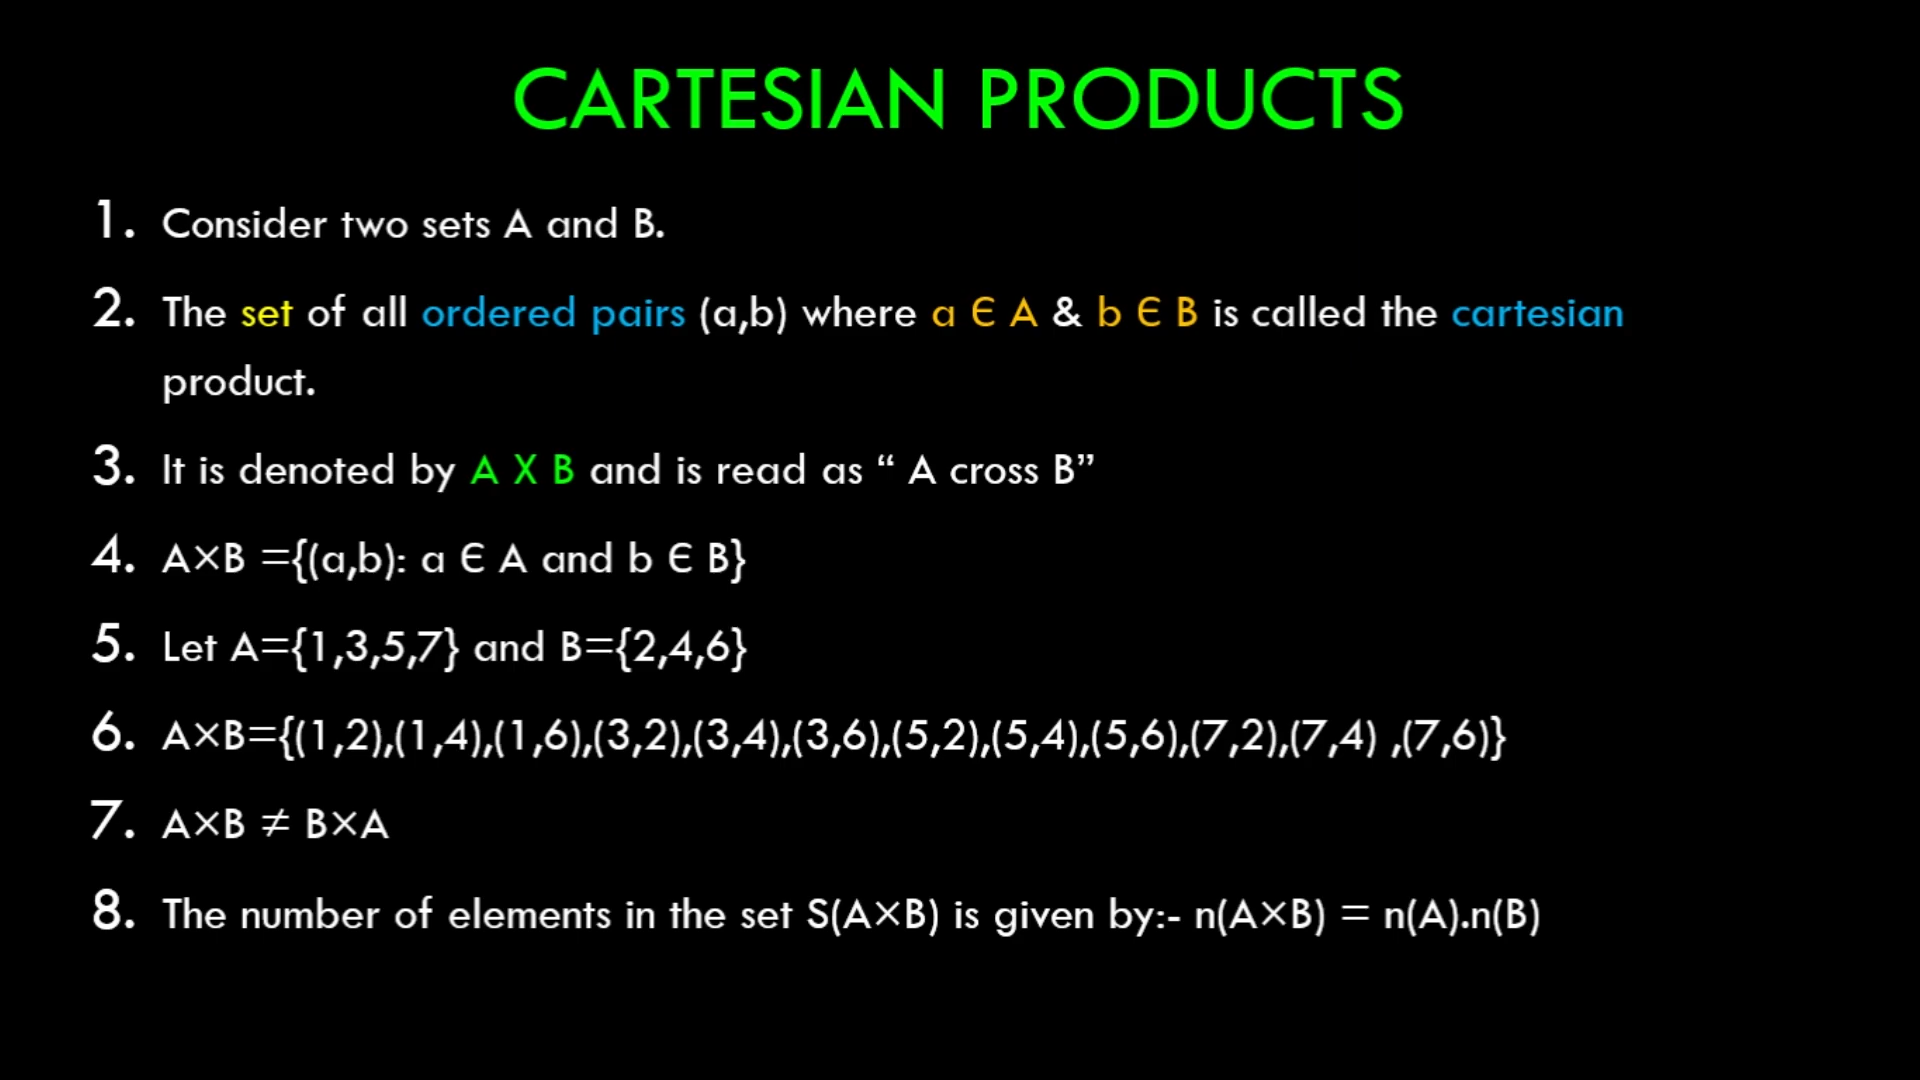 CARTESIAN PRODUCTS
1. Consider two sets A and B.
2. The set of all ordered pairs (a,b) where a Є A & b Є B is called the cartesian
product.
3. It is denoted by A X B and is read as “ A cross B”
4. A×B ={(a,b): a Є A and b Є B}
5. Let A={1,3,5,7} and B={2,4,6}
6. A×B={(1,2),(1,4),(1,6),(3,2),(3,4),(3,6),(5,2),(5,4),(5,6),(7,2),(7,4) ,(7,6)}
7. A×B ≠ B×A
8. The number of elements in the set S(A×B) is given by:- n(A×B) = n(A).n(B)